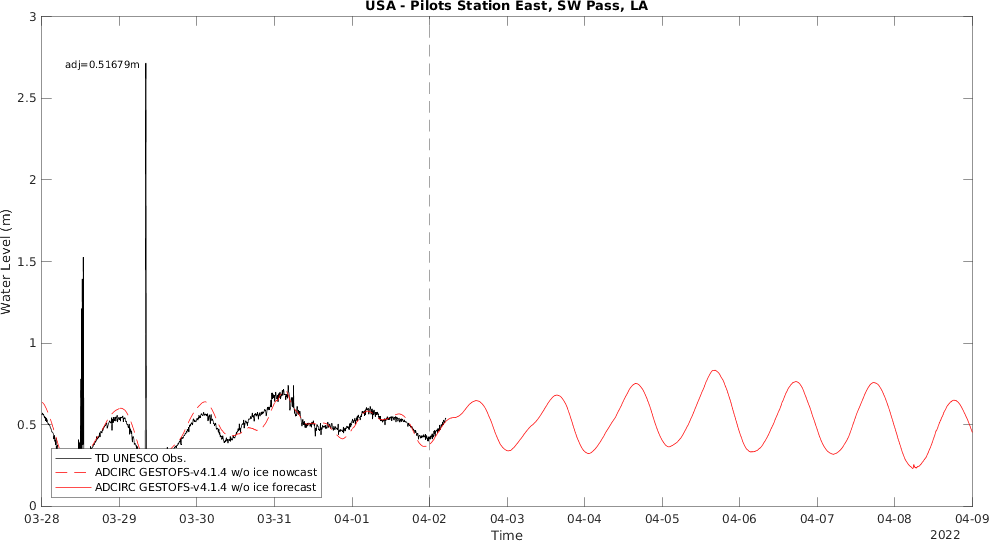 USA - Pilots Station East, SW Pass, LA
3
adj=0.51679m
2.5
2
1.5
1
0.5
0
Water Level (m)
TD UNESCO Obs.
ADCIRC GESTOFS-v4.1.4 w/o ice nowcast
ADCIRC GESTOFS-v4.1.4 w/o ice forecast
03-28 03-29 03-30 03-31 04-01 04-02 04-03 04-04 04-05 04-06 04-07 04-08 04-09
Time
2022